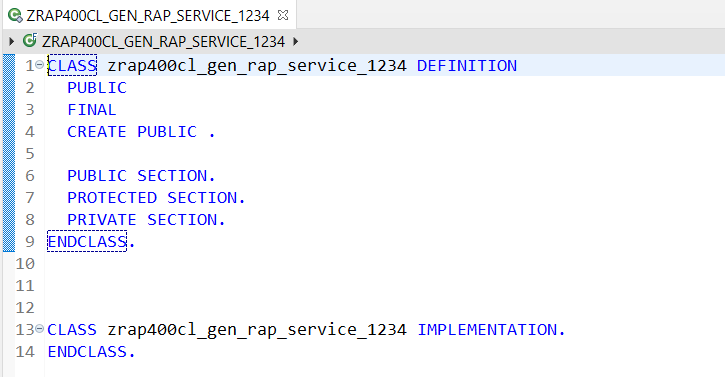 ZRAP400CL_GEN_RAP_SERVICE_1234
ZRAP400CL_GEN_RAP_SERVICE_1234
1 CLASS zrap400cl_gen_rap_service_1234 DEFINITION
2   PUBLIC
3   FINAL
4   CREATE PUBLIC .
5
6   PUBLIC SECTION.
7   PROTECTED SECTION.
8   PRIVATE SECTION.
9 ENDCLASS.
10
11
12
13 CLASS zrap400cl_gen_rap_service_1234 IMPLEMENTATION.
14 ENDCLASS.